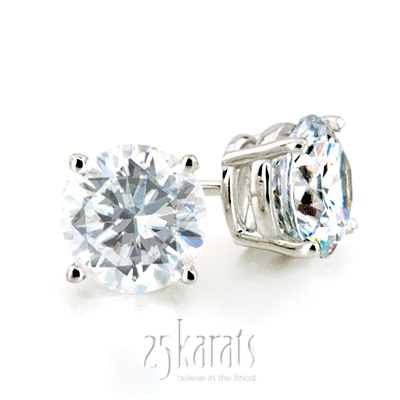 25karats
believe in the finest